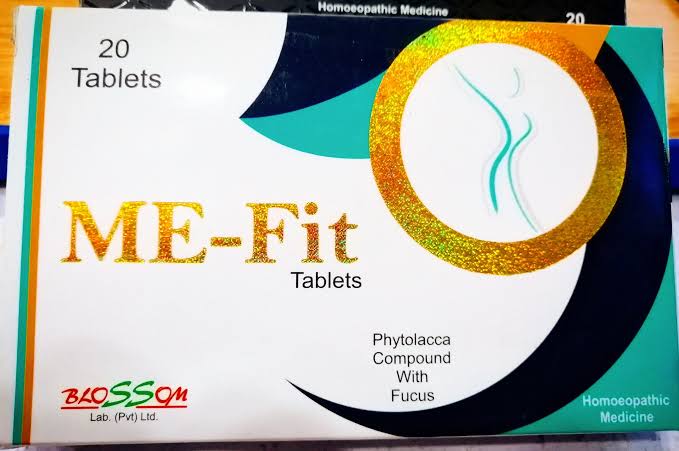 Homoeopathic Medicine
20
20
Tablets
ME-Fit
Tablets
Phytolacca
Compound
With
Fucus
BLOSSOM
Lab. (Pvt) Ltd.
Homoeopathic
Medicine